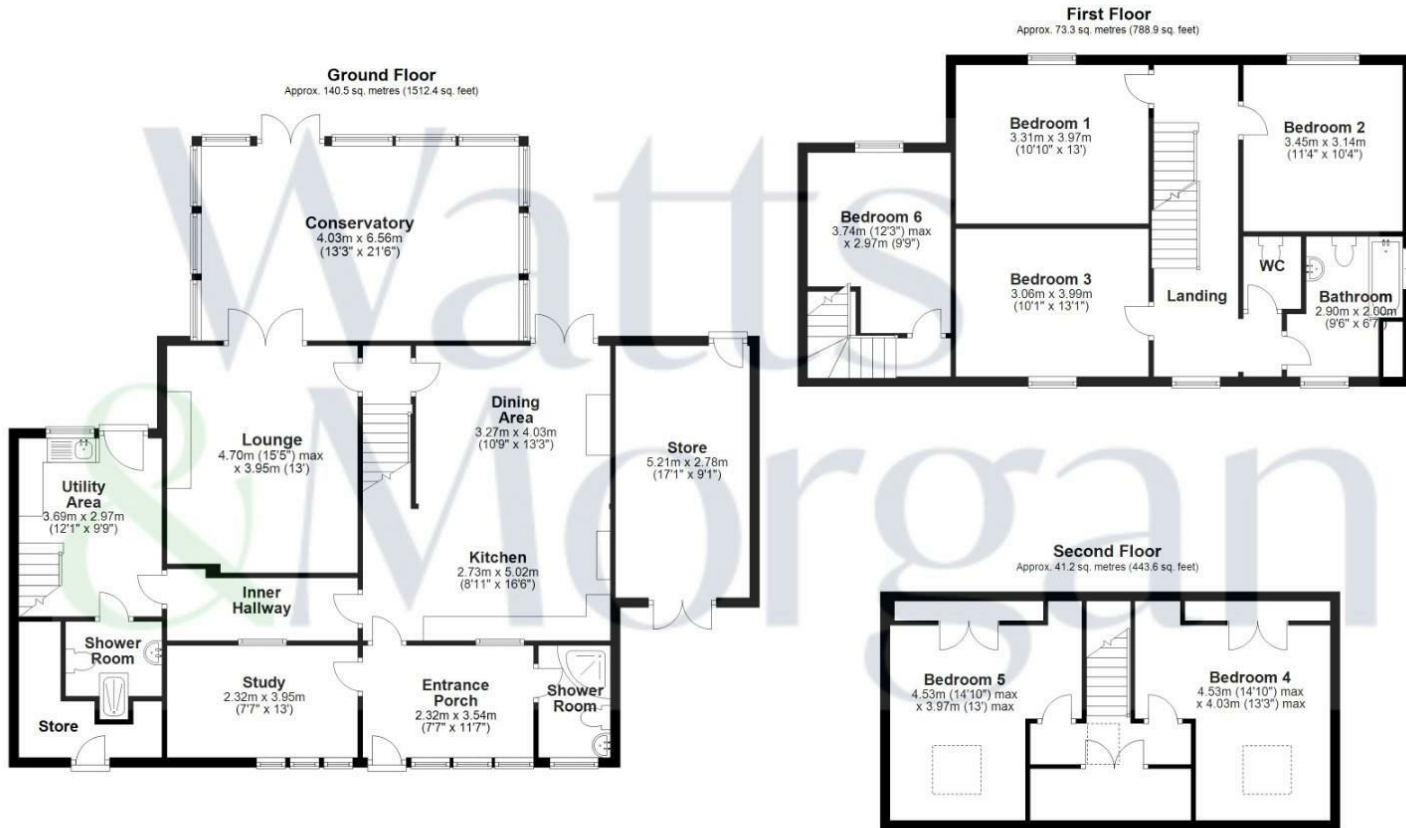 Ground Floor
Approx. 140.5 sq. metres (1512.4 sq. feet)
Conservatory
4.03m x 6.56m
(13'3" x 21'6")
Lounge
4.70m (15'5") max
x 3.95m (13')
Dining
Area
3.27m x 4.03m
(10'9" x 13'3")
Store
5.21m x 2.78m
(17'1" x 9'1")
Utility
Area
3.69m x 2.97m
(12'1" x 9'9")
Kitchen
2.73m x 5.02m
(8'11" x 16'6")
Inner
Hallway
Shower
Room
Study
2.32m x 3.95m
(7'7" x 13')
Entrance
Porch
2.32m x 3.54m
(7'7" x 11'7")
Shower
Room
Store
First Floor
Approx. 73.3 sq. metres (788.9 sq. feet)
Bedroom 1
3.31m x 3.97m
(10'10" x 13')
Bedroom 2
3.45m x 3.14m
(11'4" x 10'4")
Bedroom 6
3.74m (12'3") max
x 2.97m (9'9")
Bedroom 3
3.06m x 3.99m
(10'1" x 13'1")
Landing
WC
Bathroom
2.90m x 2.00m
(9'6" x 6'7")
Second Floor
Approx. 41.2 sq. metres (443.6 sq. feet)
Bedroom 5
4.53m (14'10") max
x 3.97m (13') max
Bedroom 4
4.53m (14'10") max
x 4.03m (13'3") max
Watts
& Morgan